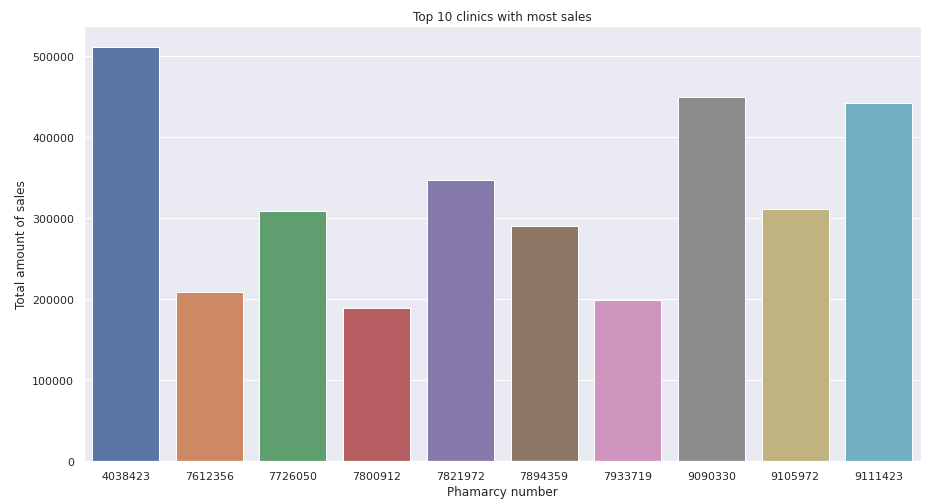 Top 10 clinics with most sales
Total amount of sales
500000
400000
300000
200000
100000
0
4038423 7612356 7726050 7800912 7821972 7894359 7933719 9090330 9105972 9111423
Phamarcy number